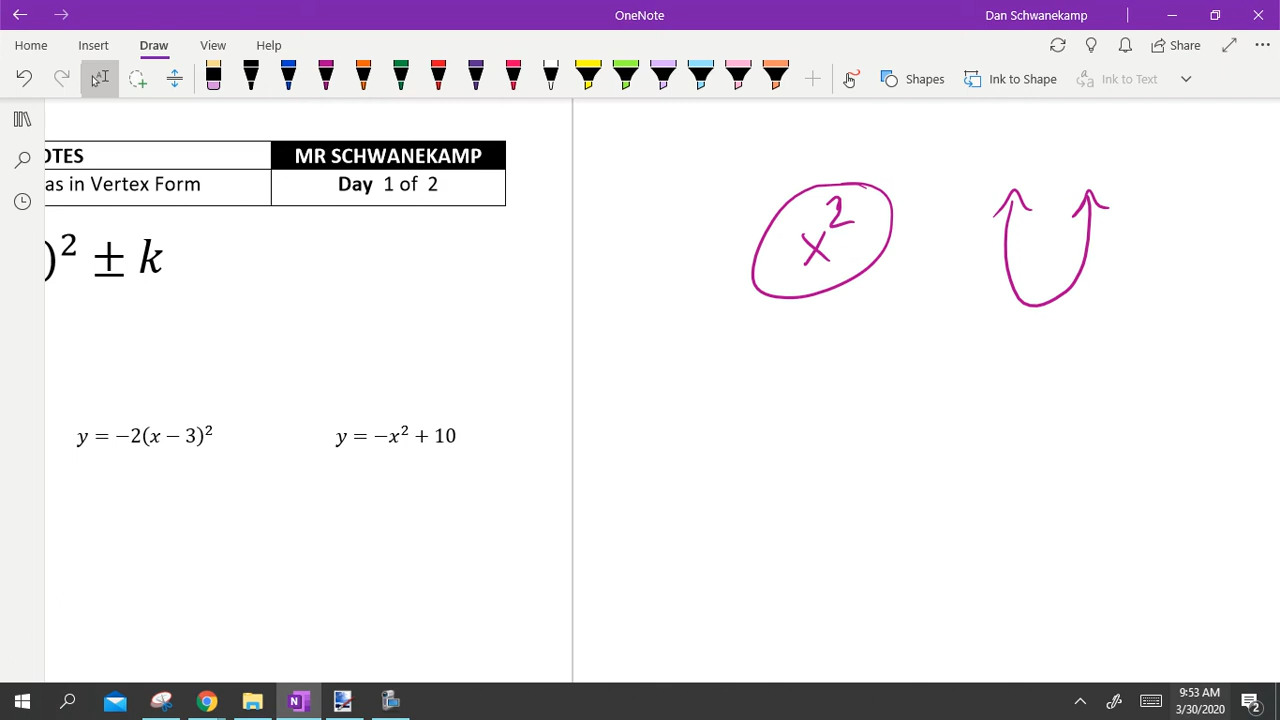 OneNote
Dan Schwanekamp
Home Insert Draw View Help
Share
Shapes Ink to Shape Ink to Text
OTES
MR SCHWANEKAMP
as in Vertex Form
Day 1 of 2
)² ± k
x²
y = −2(x − 3)²
y = −x² + 10
9:53 AM
3/30/2020
2